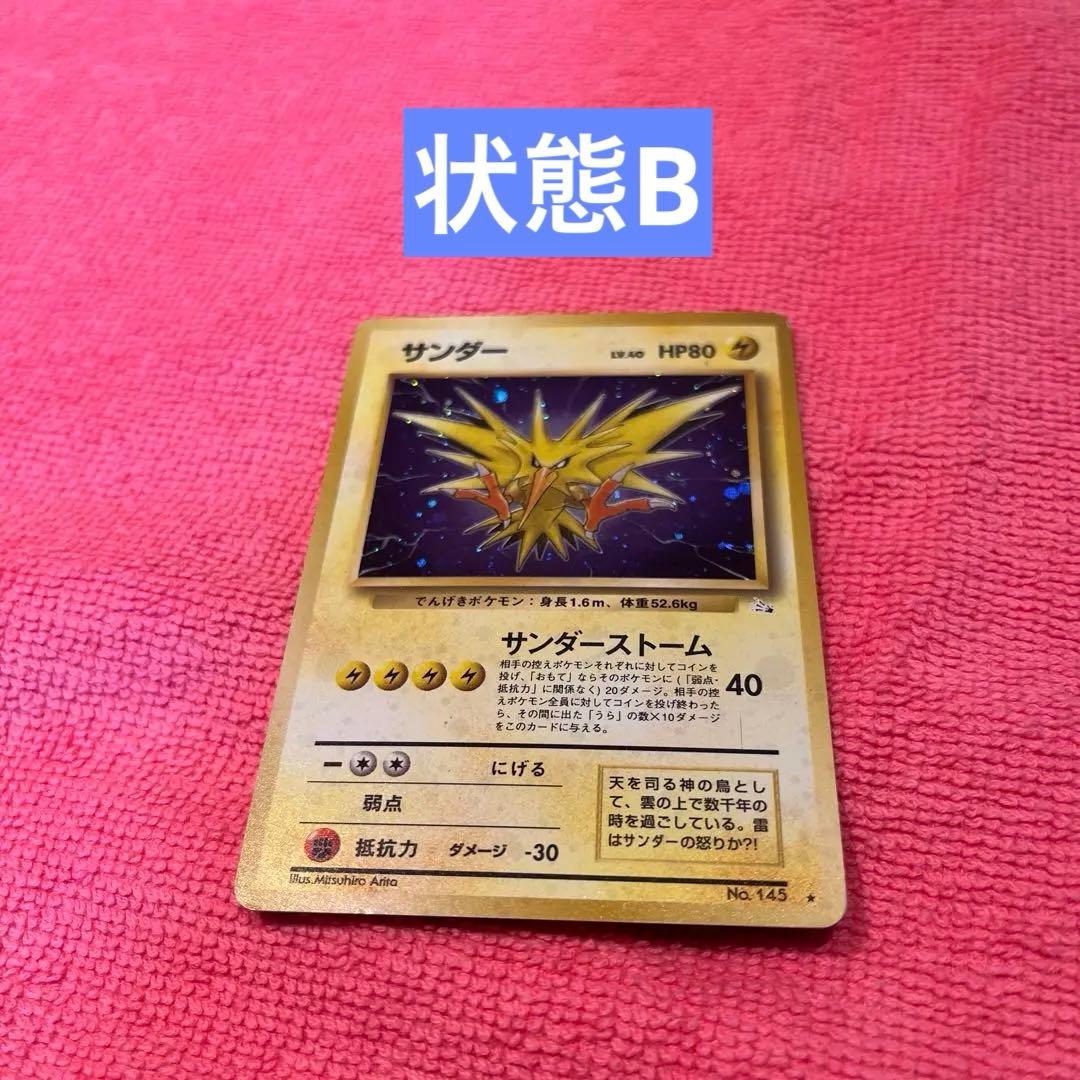 状態B
サンダー LV.40 HP80
でんげきポケモン：身長1.6m、体重52.6kg
サンダーストーム
相手の控えポケモンそれぞれに対してコインを
投げ、「おもて」ならそのポケモンに（「弱点・
抵抗力」に関係なく）20ダメージ。相手の控
えポケモン全員に対してコインを投げ終わった
ら、その間に出た「うら」の数×10ダメージ
をこのカードに与える。
40
にげる
弱点
抵抗力 ダメージ -30
天を司る神の鳥とし
て、雲の上で数千年の
時を過ごしている。雷
はサンダーの怒りか?!
Illus.Mitsuhiro Arita
No. 145 ★